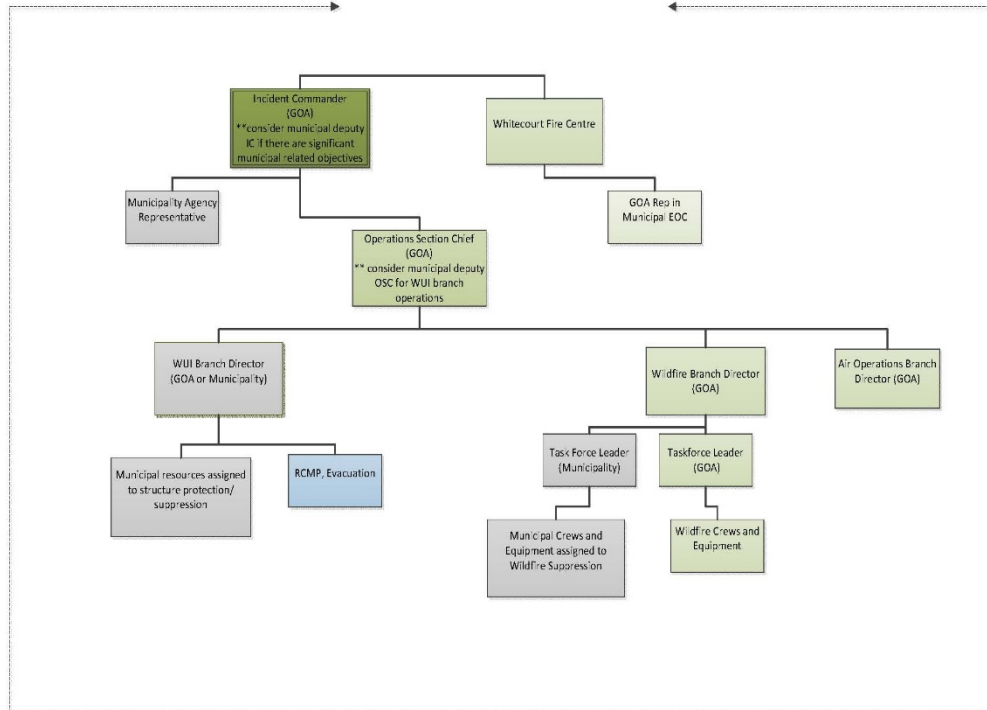 Incident Commander
(GOA)
**consider municipal deputy
IC if there are significant
municipal related objectives
Whitecourt Fire Centre
Municipality Agency
Representative
GOA Rep in
Municipal EOC
Operations Section Chief
(GOA)
** consider municipal deputy
OSC for WUI branch
operations
WUI Branch Director
(GOA or Municipality)
Wildfire Branch Director
(GOA)
Air Operations Branch
Director (GOA)
Municipal resources assigned
to structure protection/
suppression
RCMP, Evacuation
Task Force Leader
(Municipality)
Taskforce Leader
(GOA)
Municipal Crews and
Equipment assigned to
Wildfire Suppression
Wildfire Crews and
Equipment